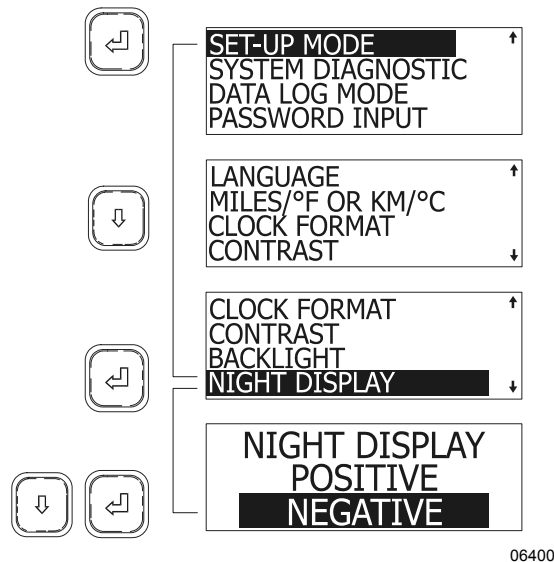 SET-UP MODE
SYSTEM DIAGNOSTIC
DATA LOG MODE
PASSWORD INPUT
LANGUAGE
MILES/°F OR KM/°C
CLOCK FORMAT
CONTRAST
CLOCK FORMAT
CONTRAST
BACKLIGHT
NIGHT DISPLAY
NIGHT DISPLAY
POSITIVE
NEGATIVE
06400